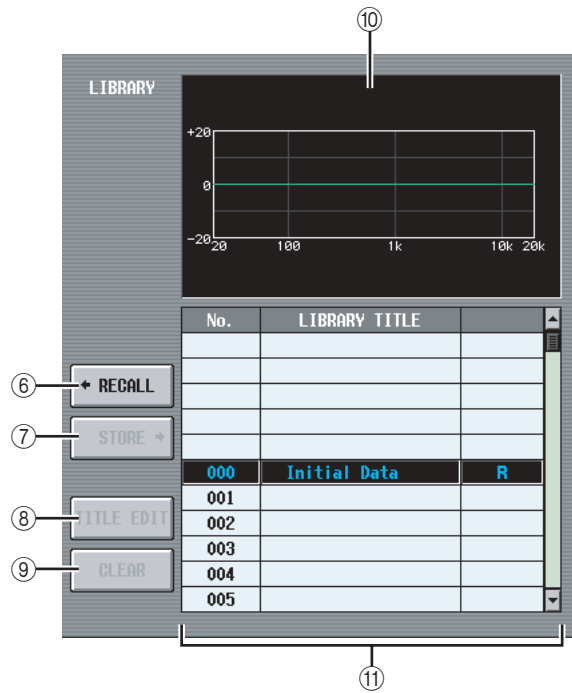 ⑩
LIBRARY
+20
0
-20
20 100 1k 10k 20k
No. LIBRARY TITLE
⑥ ← RECALL
⑦ STORE →
000 Initial Data R
001
⑧ TITLE EDIT
002
003
⑨ CLEAR
004
005
⑪